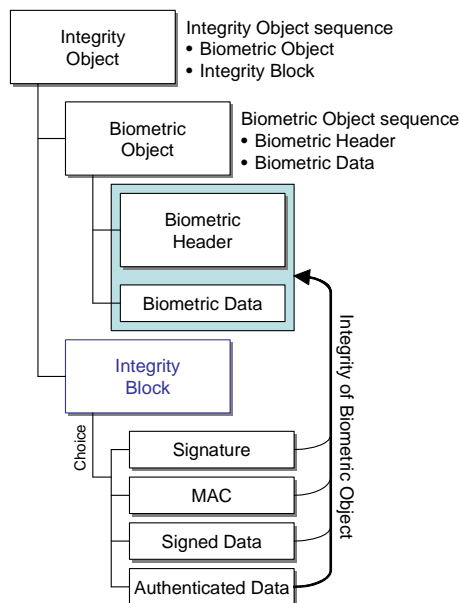 Integrity
Object
Integrity Object sequence
• Biometric Object
• Integrity Block
Biometric
Object
Biometric Object sequence
• Biometric Header
• Biometric Data
Biometric
Header
Biometric Data
Integrity
Block
Choice
Signature
MAC
Signed Data
Authenticated Data
Integrity of Biometric Object